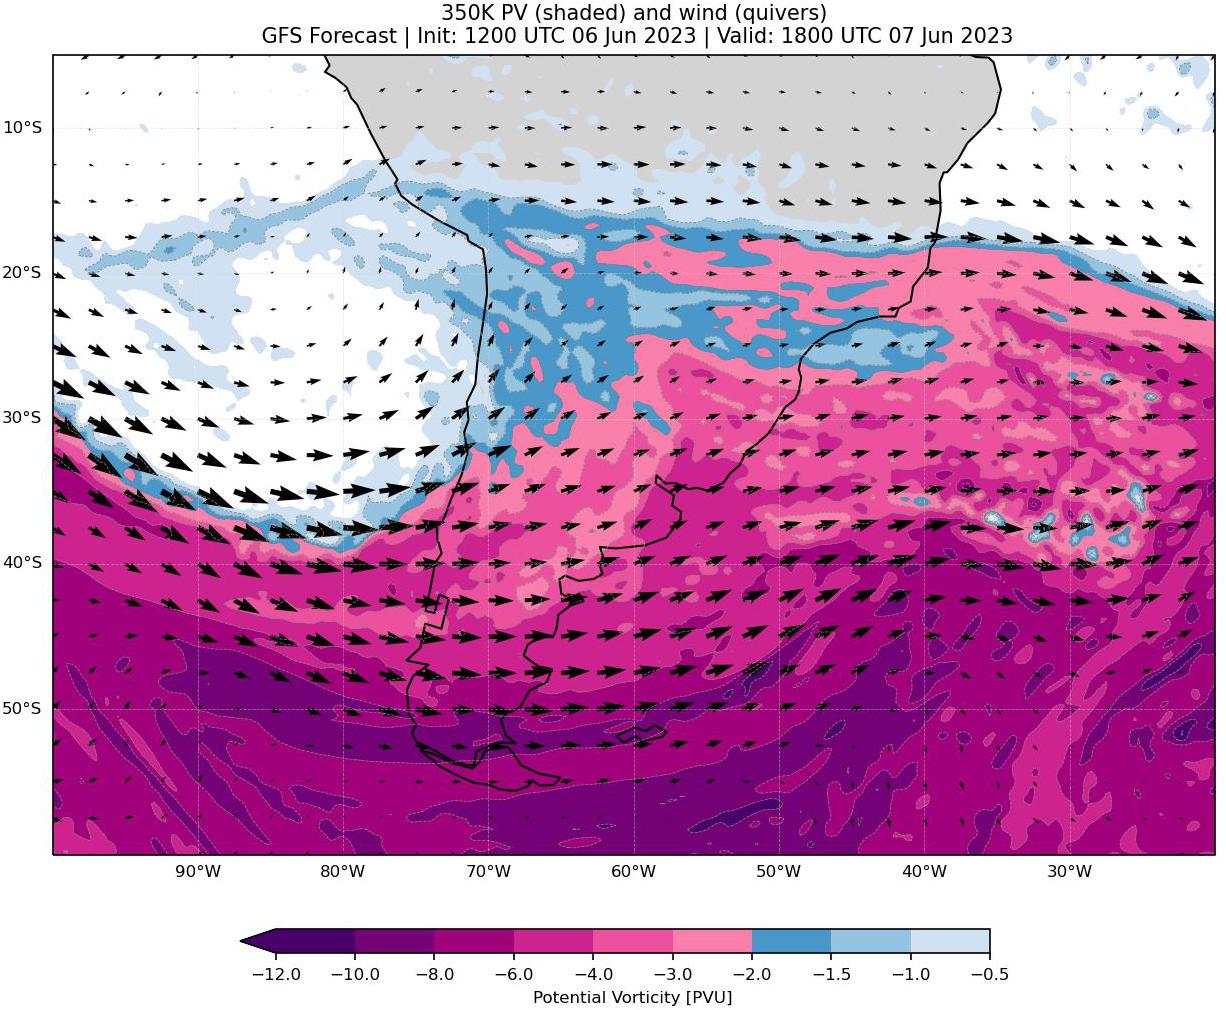 350K PV (shaded) and wind (quivers)
GFS Forecast | Init: 1200 UTC 06 Jun 2023 | Valid: 1800 UTC 07 Jun 2023
10°S
20°S
30°S
40°S
50°S
90°W 80°W 70°W 60°W 50°W 40°W 30°W
−12.0 −10.0 −8.0 −6.0 −4.0 −3.0 −2.0 −1.5 −1.0 −0.5
Potential Vorticity [PVU]